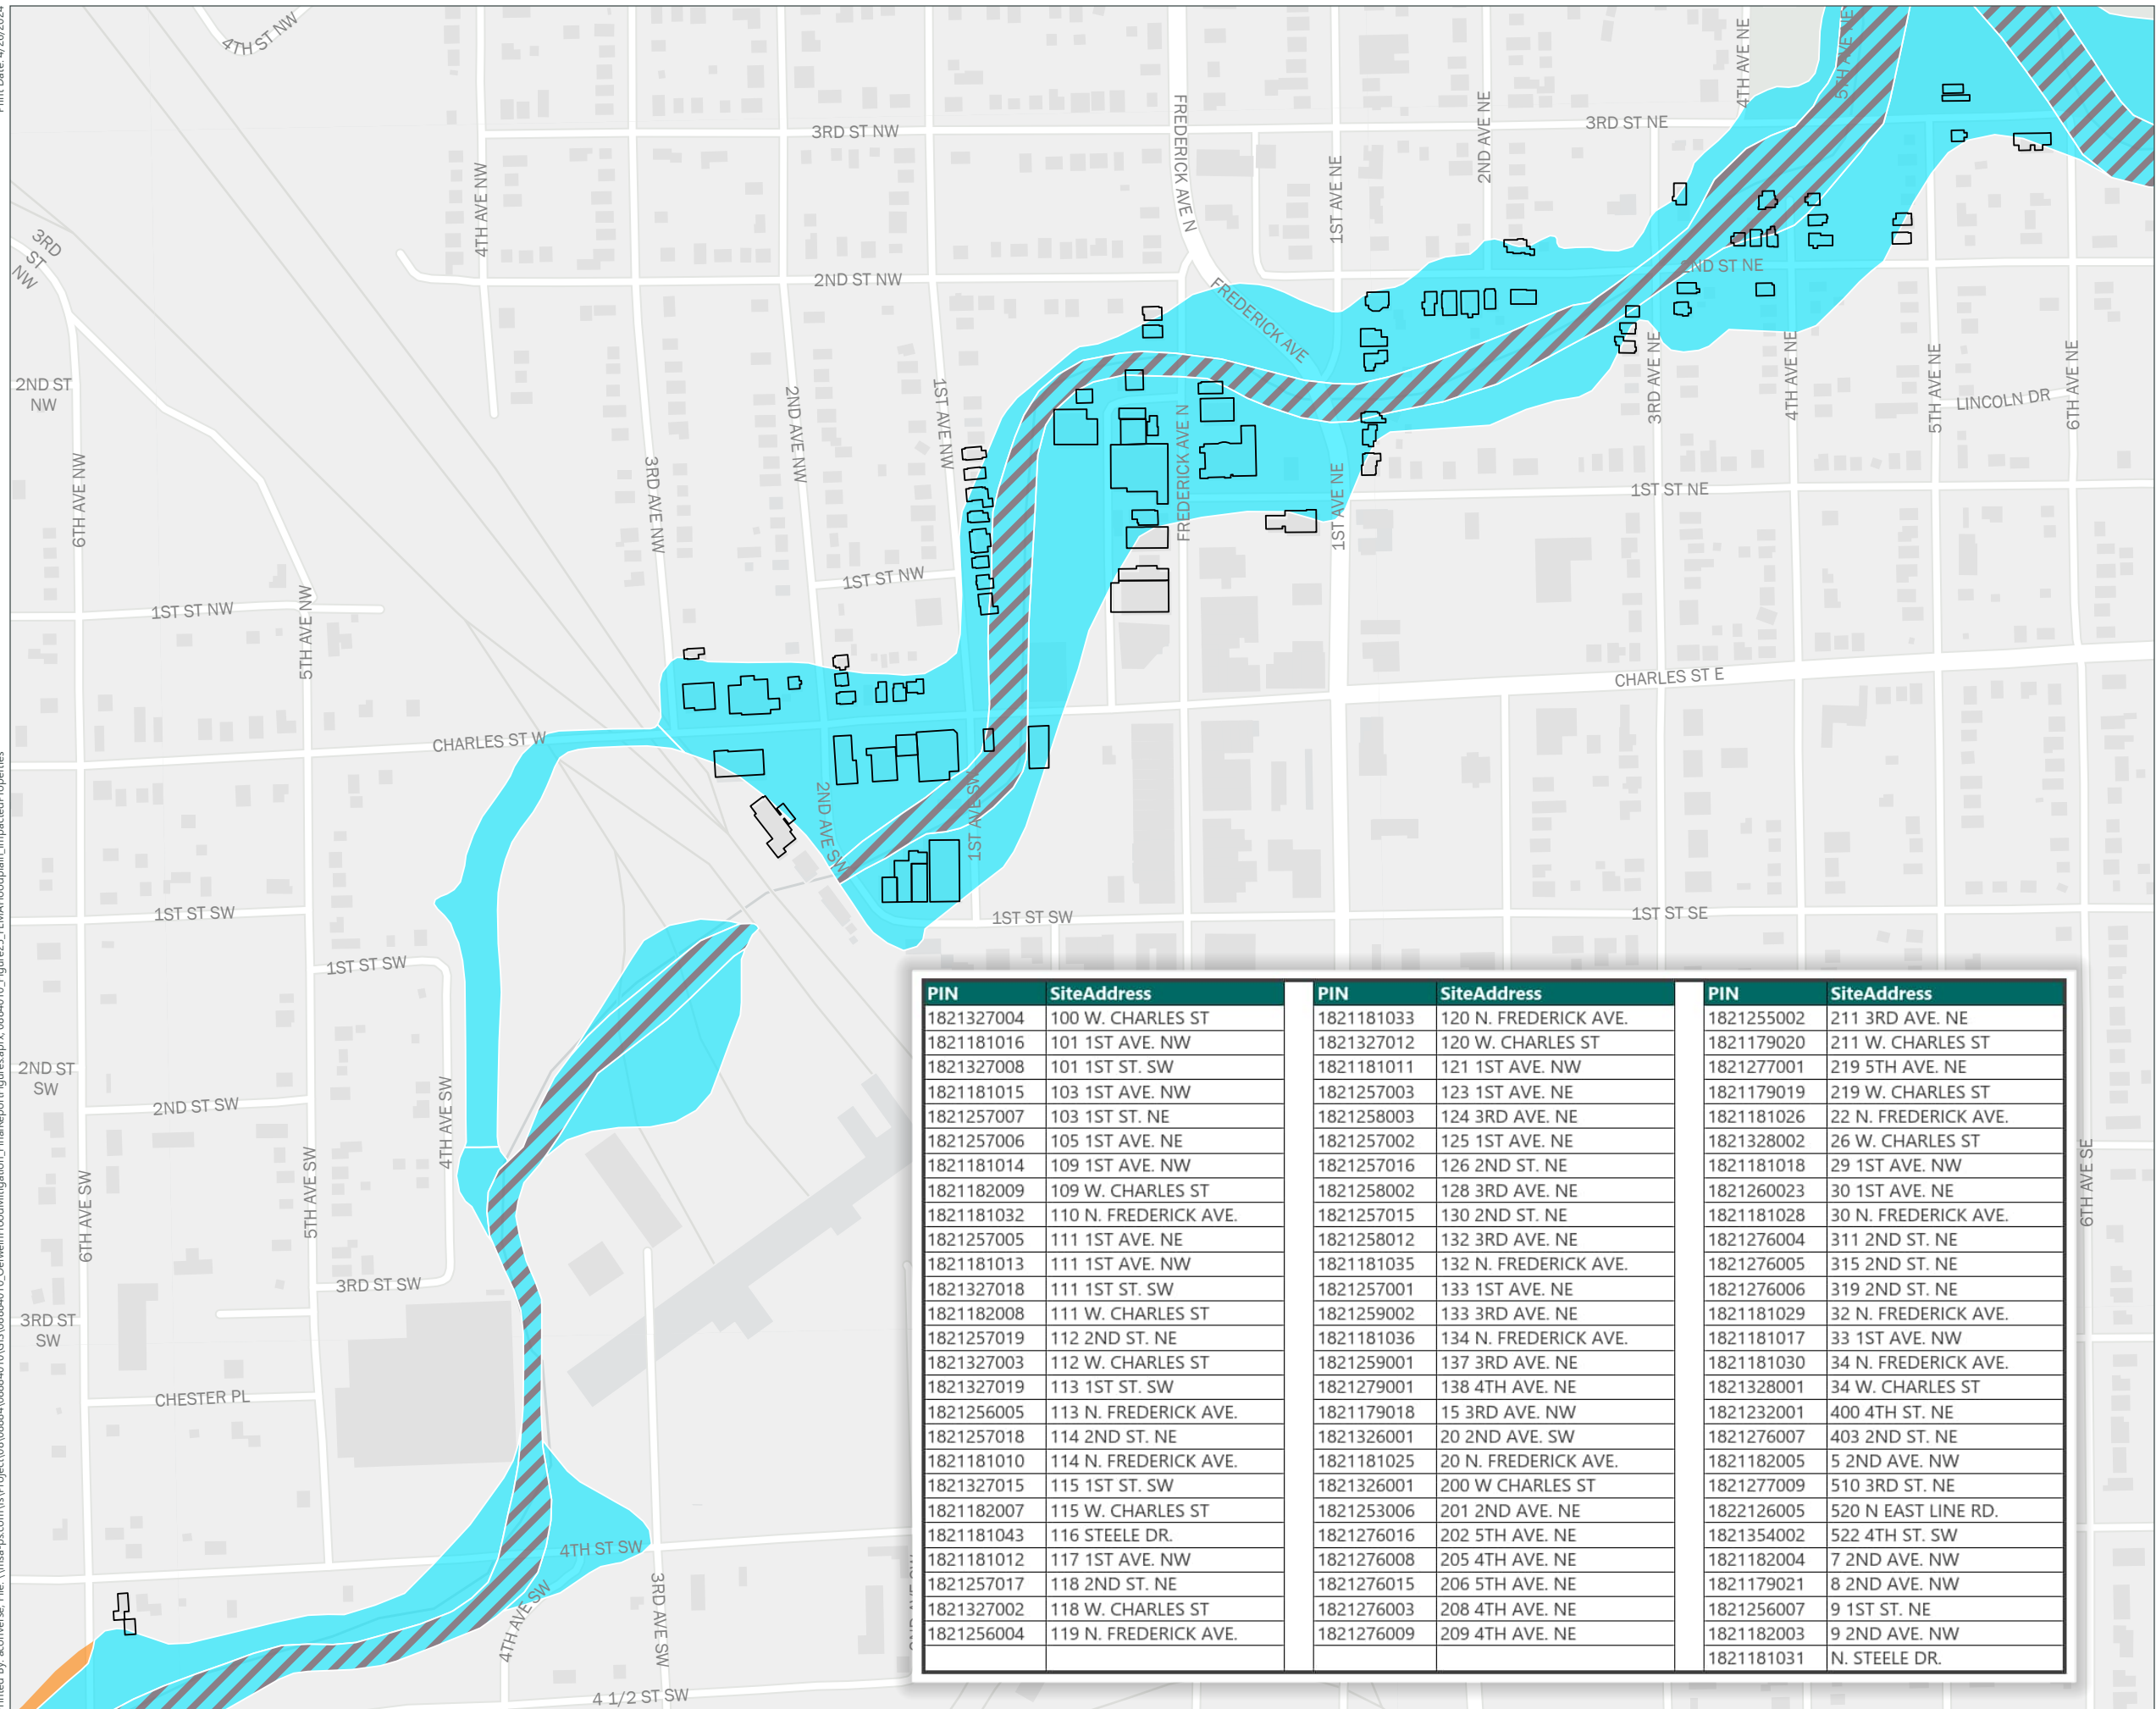 4TH ST NW
5TH AVE NE
4TH AVE NE
FREDERICK AVE N
2ND AVE NE
3RD ST NW
3RD ST NE
4TH AVE NW
1ST AVE NE
3RD
ST
NW
2ND ST NW
2ND ST NE
FREDERICK AVE
2ND ST
NW
2ND AVE NW
1ST AVE NW
3RD AVE NE
4TH AVE NE
5TH AVE NE
6TH AVE NE
LINCOLN DR
6TH AVE NW
3RD AVE NW
FREDERICK AVE N
1ST AVE NE
1ST ST NE
1ST ST NW
1ST ST NW
5TH AVE NW
CHARLES ST E
CHARLES ST W
2ND AVE SW
1ST AVE SW
1ST ST SW
1ST ST SW
1ST ST SE
1ST ST SW
2ND ST
SW
2ND ST SW
4TH AVE SW
5TH AVE SW
6TH AVE SW
6TH AVE SE
3RD ST SW
3RD ST
SW
CHESTER PL
4TH ST SW
4TH AVE SW
3RD AVE SW
4 1/2 ST SW
PIN SiteAddress PIN SiteAddress PIN SiteAddress
1821327004 100 W. CHARLES ST 1821181033 120 N. FREDERICK AVE. 1821255002 211 3RD AVE. NE
1821181016 101 1ST AVE. NW 1821327012 120 W. CHARLES ST 1821179020 211 W. CHARLES ST
1821327008 101 1ST ST. SW 1821181011 121 1ST AVE. NW 1821277001 219 5TH AVE. NE
1821181015 103 1ST AVE. NW 1821257003 123 1ST AVE. NE 1821179019 219 W. CHARLES ST
1821257007 103 1ST ST. NE 1821258003 124 3RD AVE. NE 1821181026 22 N. FREDERICK AVE.
1821257006 105 1ST AVE. NE 1821257002 125 1ST AVE. NE 1821328002 26 W. CHARLES ST
1821181014 109 1ST AVE. NW 1821257016 126 2ND ST. NE 1821181018 29 1ST AVE. NW
1821182009 109 W. CHARLES ST 1821258002 128 3RD AVE. NE 1821260023 30 1ST AVE. NE
1821181032 110 N. FREDERICK AVE. 1821257015 130 2ND ST. NE 1821181028 30 N. FREDERICK AVE.
1821257005 111 1ST AVE. NE 1821258012 132 3RD AVE. NE 1821276004 311 2ND ST. NE
1821181013 111 1ST AVE. NW 1821181035 132 N. FREDERICK AVE. 1821276005 315 2ND ST. NE
1821327018 111 1ST ST. SW 1821257001 133 1ST AVE. NE 1821276006 319 2ND ST. NE
1821182008 111 W. CHARLES ST 1821259002 133 3RD AVE. NE 1821181029 32 N. FREDERICK AVE.
1821257019 112 2ND ST. NE 1821181036 134 N. FREDERICK AVE. 1821181017 33 1ST AVE. NW
1821327003 112 W. CHARLES ST 1821259001 137 3RD AVE. NE 1821181030 34 N. FREDERICK AVE.
1821327019 113 1ST ST. SW 1821279001 138 4TH AVE. NE 1821328001 34 W. CHARLES ST
1821256005 113 N. FREDERICK AVE. 1821179018 15 3RD AVE. NW 1821232001 400 4TH ST. NE
1821257018 114 2ND ST. NE 1821326001 20 2ND AVE. SW 1821276007 403 2ND ST. NE
1821181010 114 N. FREDERICK AVE. 1821181025 20 N. FREDERICK AVE. 1821182005 5 2ND AVE. NW
1821327015 115 1ST ST. SW 1821326001 200 W CHARLES ST 1821277009 510 3RD ST. NE
1821182007 115 W. CHARLES ST 1821253006 201 2ND AVE. NE 1822126005 520 N EAST LINE RD.
1821181043 116 STEELE DR. 1821276016 202 5TH AVE. NE 1821354002 522 4TH ST. SW
1821181012 117 1ST AVE. NW 1821276008 205 4TH AVE. NE 1821182004 7 2ND AVE. NW
1821257017 118 2ND ST. NE 1821276015 206 5TH AVE. NE 1821179021 8 2ND AVE. NW
1821327002 118 W. CHARLES ST 1821276003 208 4TH AVE. NE 1821256007 9 1ST ST. NE
1821256004 119 N. FREDERICK AVE. 1821276009 209 4TH AVE. NE 1821182003 9 2ND AVE. NW
1821181031 N. STEELE DR.